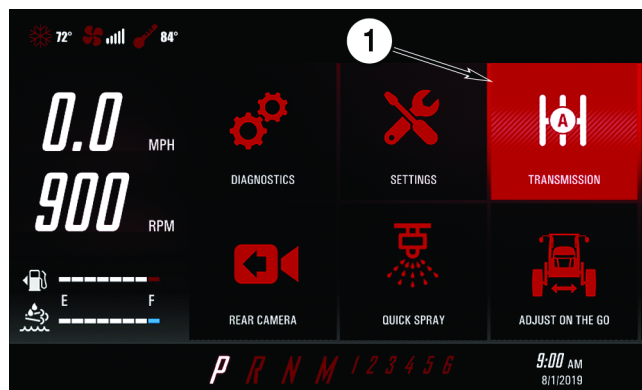 72° 84°
1
0.0 MPH
900 RPM
DIAGNOSTICS
SETTINGS
A
TRANSMISSION
E F
REAR CAMERA
QUICK SPRAY
ADJUST ON THE GO
P R N M 1 2 3 4 5 6
9:00 AM
8/1/2019